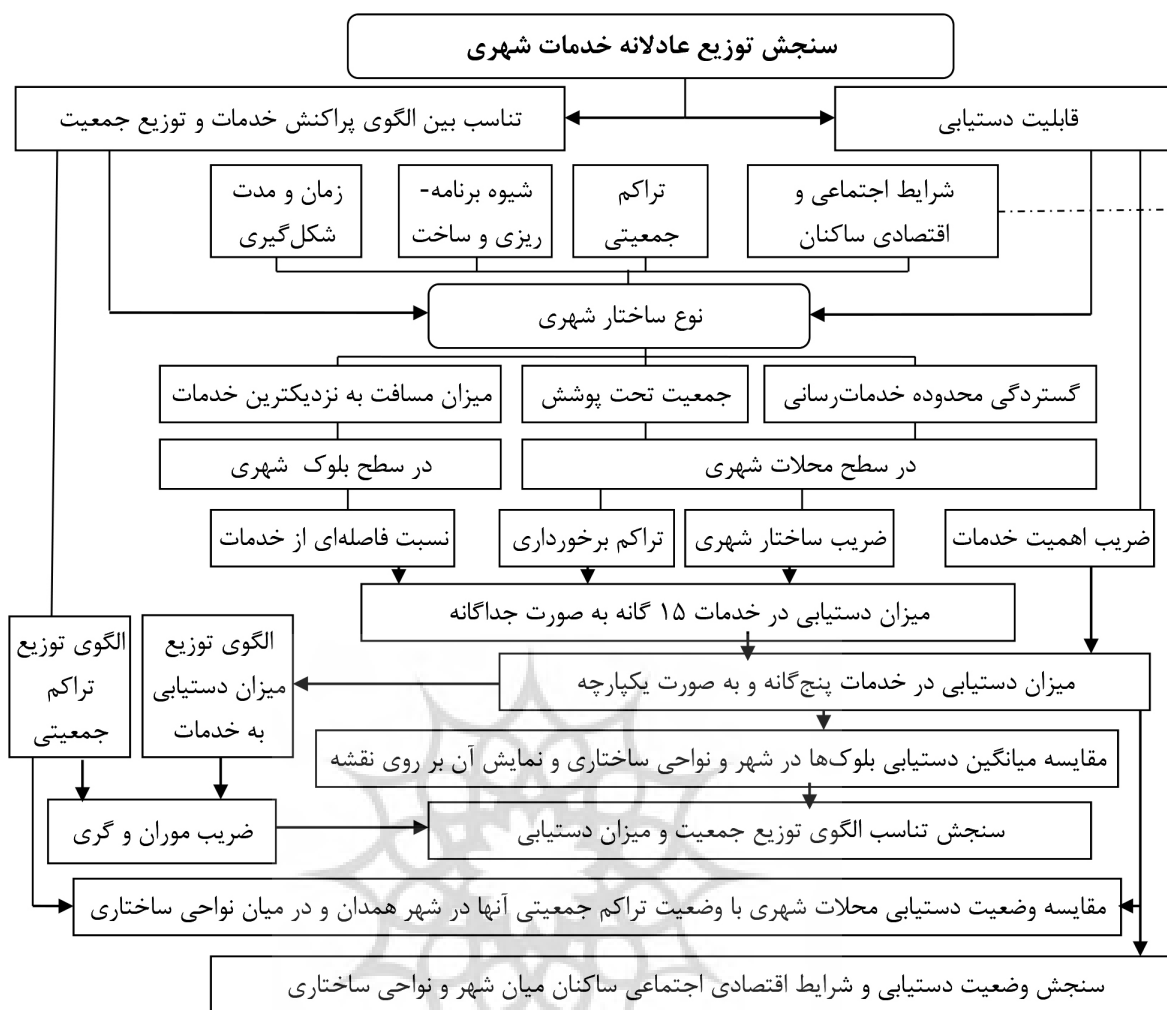 سنجش توزیع عادلانه خدمات شهری
قابلیت دستیابی
تناسب بین الگوی پراکنش خدمات و توزیع جمعیت
شرایط اجتماعی و
اقتصادی ساکنان
تراکم
جمعیتی
شیوه برنامه-
ریزی و ساخت
زمان و مدت
شکل‌گیری
نوع ساختار شهری
گستردگی محدوده خدمات‌رسانی
جمعیت تحت پوشش
میزان مسافت به نزدیکترین خدمات
در سطح محلات شهری
در سطح بلوک شهری
ضریب اهمیت خدمات
ضریب ساختار شهری
تراکم برخورداری
نسبت فاصله‌ای از خدمات
میزان دستیابی در خدمات ۱۵ گانه به صورت جداگانه
میزان دستیابی در خدمات پنج‌گانه و به صورت یکپارچه
الگوی توزیع
میزان دستیابی
به خدمات
الگوی توزیع
تراکم
جمعیتی
مقایسه میانگین دستیابی بلوک‌ها در شهر و نواحی ساختاری و نمایش آن بر روی نقشه
سنجش تناسب الگوی توزیع جمعیت و میزان دستیابی
ضریب موران و گری
مقایسه وضعیت دستیابی محلات شهری با وضعیت تراکم جمعیتی آنها در شهر همدان و در میان نواحی ساختاری
سنجش وضعیت دستیابی و شرایط اقتصادی اجتماعی ساکنان میان شهر و نواحی ساختاری